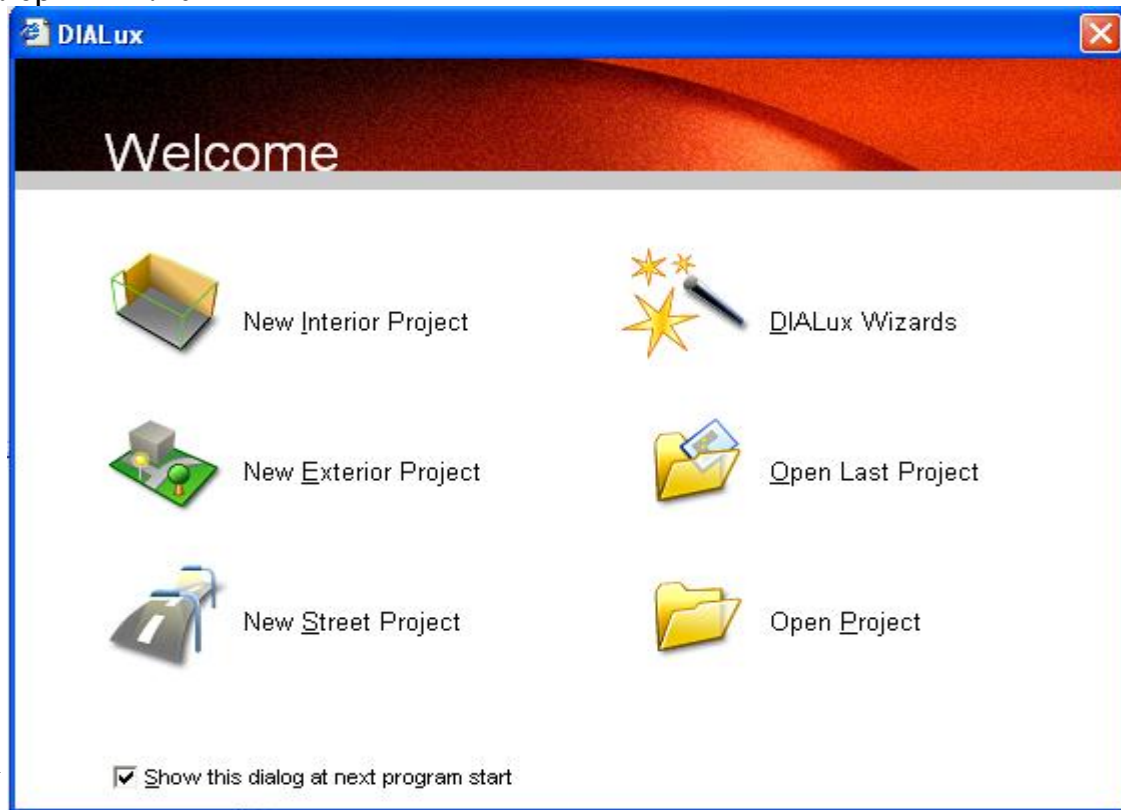 DIALux
Welcome
New Interior Project
DIALux Wizards
New Exterior Project
Open Last Project
New Street Project
Open Project
Show this dialog at next program start